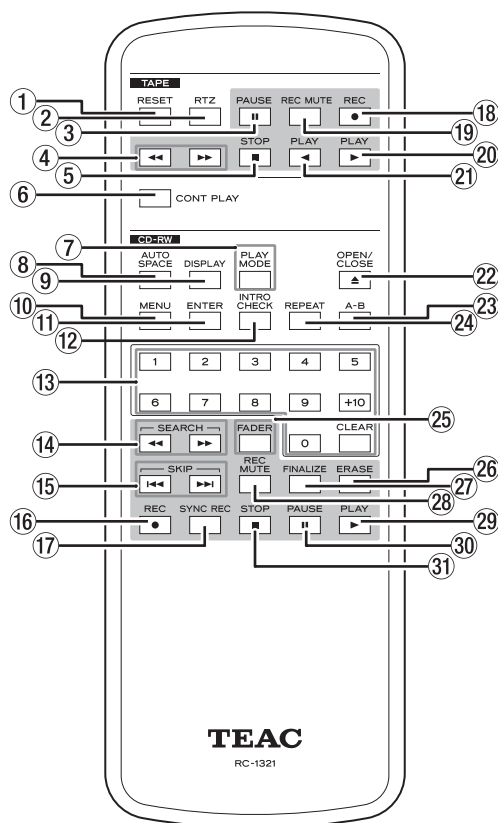 TAPE
① RESET RTZ PAUSE REC MUTE REC ⑱
② ③ ⑲
④ STOP PLAY PLAY ⑳
⑤ ㉑
⑥ CONT PLAY
CD-RW
⑦
⑧ AUTO SPACE DISPLAY PLAY MODE OPEN/CLOSE ㉒
⑨
⑩ MENU ENTER INTRO CHECK REPEAT A-B ㉓
⑪ ⑫ ㉔
⑬ 1 2 3 4 5
6 7 8 9 +10
⑭ SEARCH FADER 0 CLEAR ㉕
⑮ SKIP REC MUTE FINALIZE ERASE ㉖
㉗
㉘
⑯ REC SYNC REC STOP PAUSE PLAY ㉙
⑰ ㉚
㉛
TEAC
RC-1321